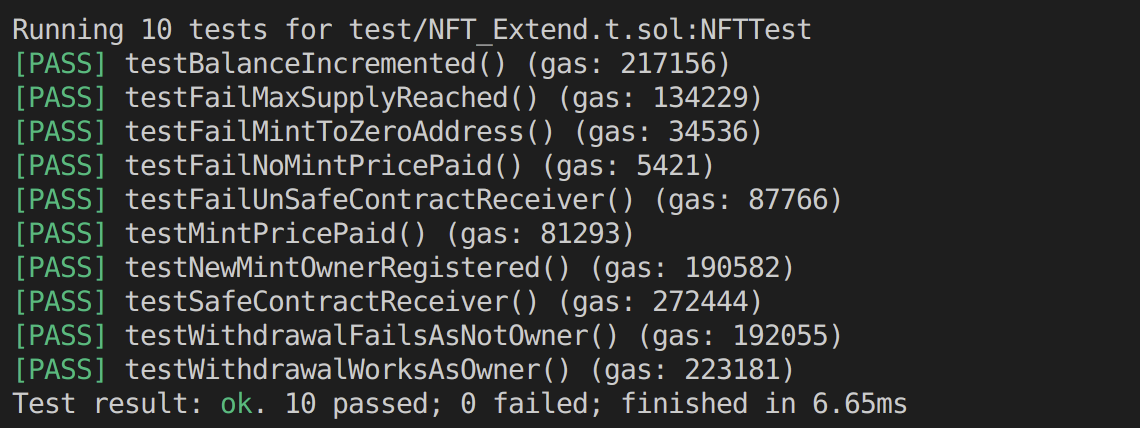 Running 10 tests for test/NFT_Extend.t.sol:NFTTest
[PASS] testBalanceIncremented() (gas: 217156)
[PASS] testFailMaxSupplyReached() (gas: 134229)
[PASS] testFailMintToZeroAddress() (gas: 34536)
[PASS] testFailNoMintPricePaid() (gas: 5421)
[PASS] testFailUnSafeContractReceiver() (gas: 87766)
[PASS] testMintPricePaid() (gas: 81293)
[PASS] testNewMintOwnerRegistered() (gas: 190582)
[PASS] testSafeContractReceiver() (gas: 272444)
[PASS] testWithdrawalFailsAsNotOwner() (gas: 192055)
[PASS] testWithdrawalWorksAsOwner() (gas: 223181)
Test result: ok. 10 passed; 0 failed; finished in 6.65ms